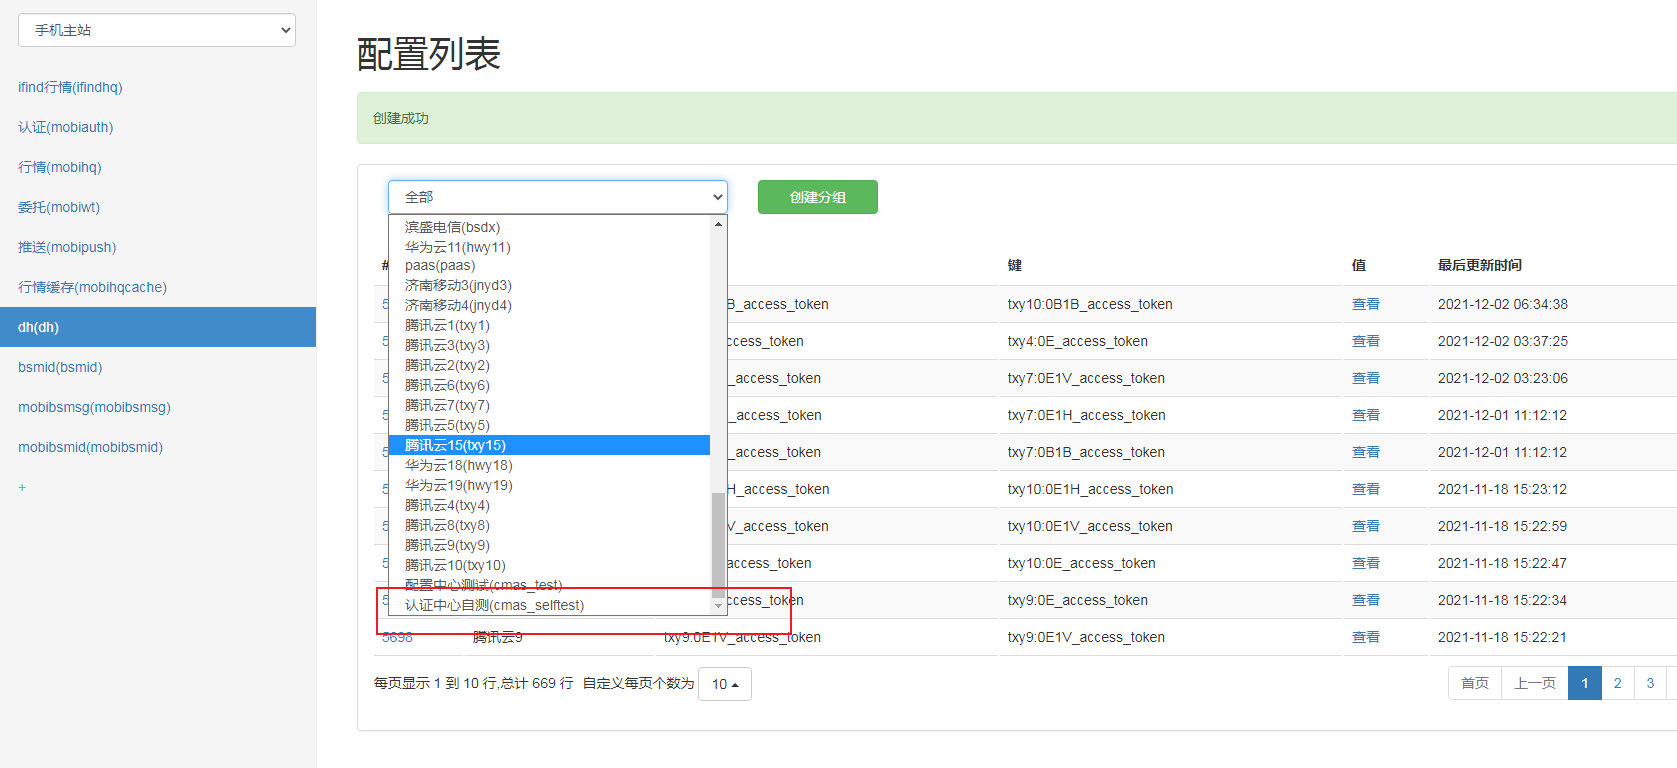 手机主站
ifind行情(ifindhq)
认证(mobiauth)
行情(mobihq)
委托(mobiwt)
推送(mobipush)
行情缓存(mobihqcache)
dh(dh)
bsmid(bsmid)
mobibsmsg(mobibsmsg)
mobibsmid(mobibsmid)
+
配置列表
创建成功
全部
创建分组
滨盛电信(bsdx)
华为云11(hwy11)
paas(paas)
济南移动3(jnyd3)
济南移动4(jnyd4)
腾讯云1(txy1)
腾讯云3(txy3)
腾讯云2(txy2)
腾讯云6(txy6)
腾讯云7(txy7)
腾讯云5(txy5)
腾讯云15(txy15)
华为云18(hwy18)
华为云19(hwy19)
腾讯云4(txy4)
腾讯云8(txy8)
腾讯云9(txy9)
腾讯云10(txy10)
配置中心测试(cmas_test)
认证中心自测(cmas_selftest)
# 键 值 最后更新时间
5 B_access_token txy10:0B1B_access_token 查看 2021-12-02 06:34:38
5 ccess_token txy4:0E_access_token 查看 2021-12-02 03:37:25
5 _access_token txy7:0E1V_access_token 查看 2021-12-02 03:23:06
5 _access_token txy7:0E1H_access_token 查看 2021-12-01 11:12:12
5 _access_token txy7:0B1B_access_token 查看 2021-12-01 11:12:12
5 H_access_token txy10:0E1H_access_token 查看 2021-11-18 15:23:12
5 V_access_token txy10:0E1V_access_token 查看 2021-11-18 15:22:59
5 access_token txy10:0E_access_token 查看 2021-11-18 15:22:47
5 ccess_token txy9:0E_access_token 查看 2021-11-18 15:22:34
5698 腾讯云9 txy9:0E1V_access_token txy9:0E1V_access_token 查看 2021-11-18 15:22:21
每页显示 1 到 10 行,总计 669 行 自定义每页个数为 10
首页 上一页 1 2 3